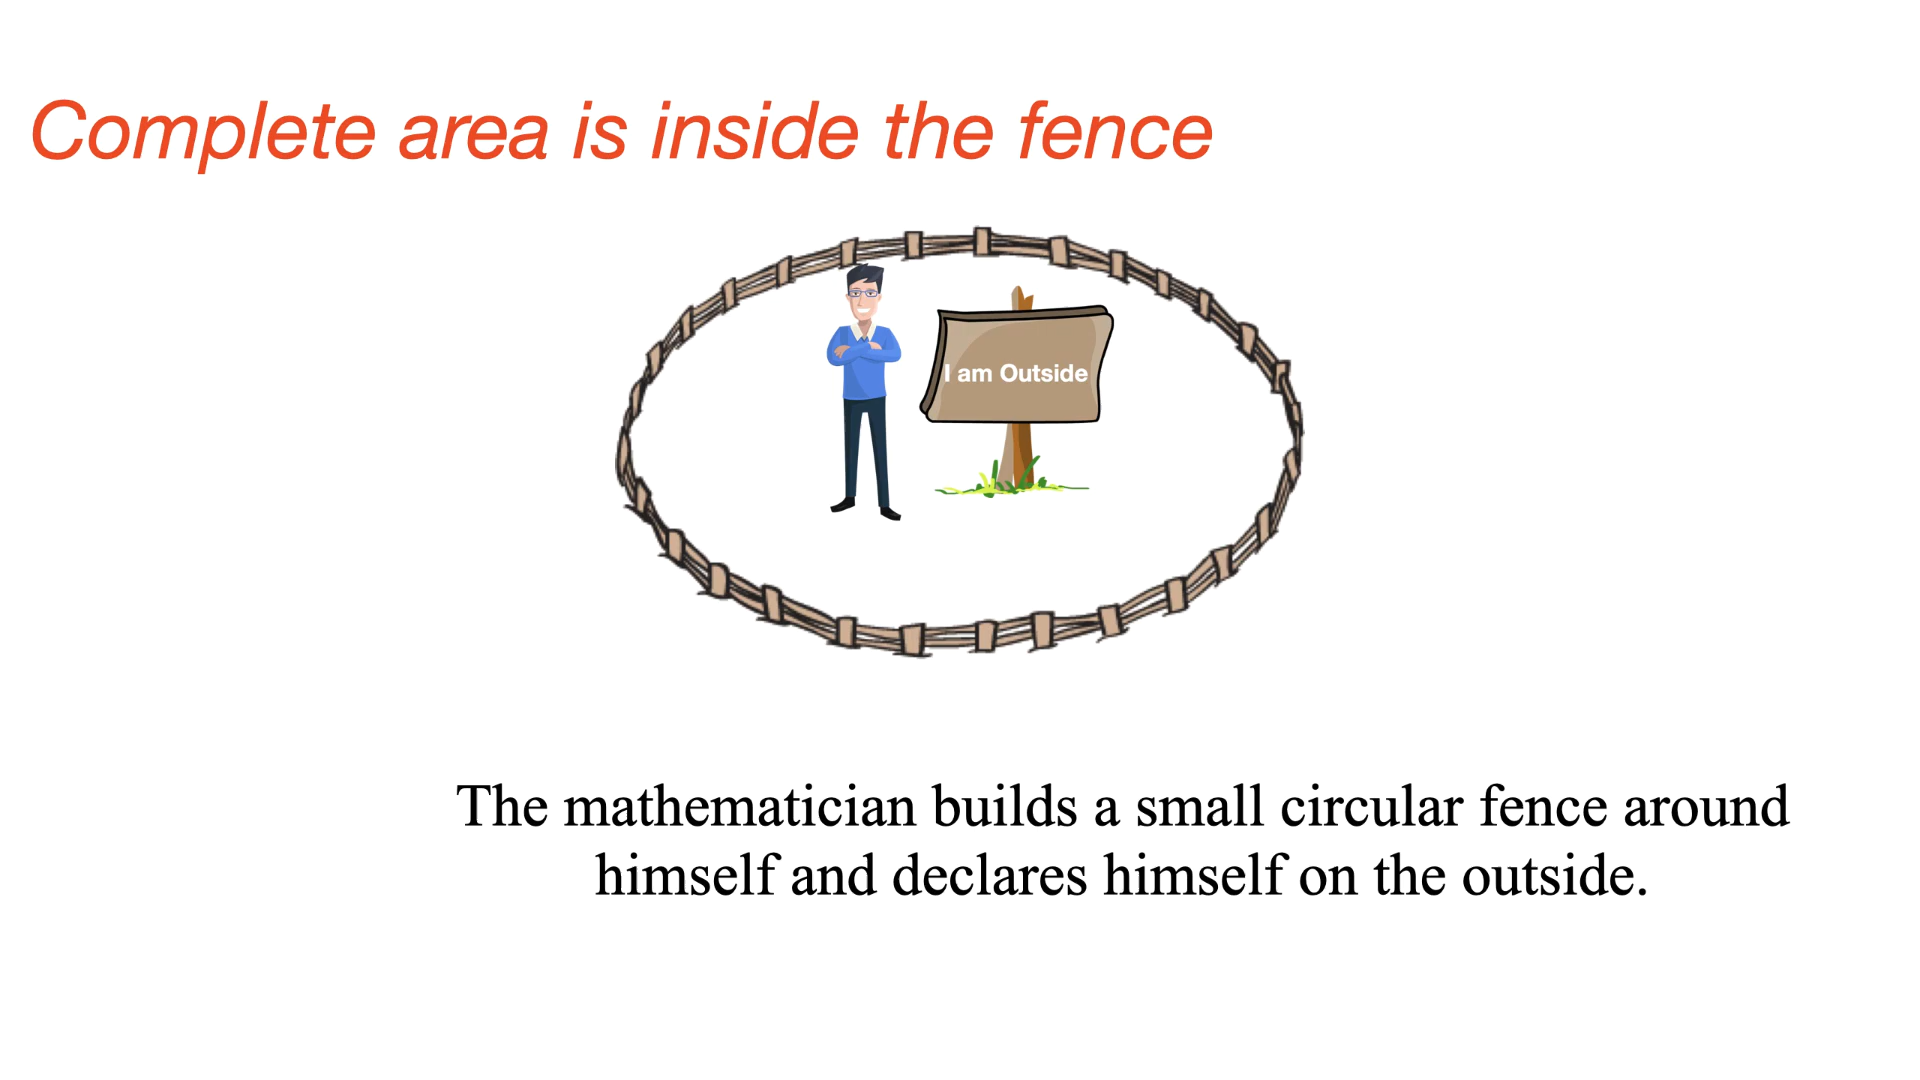 Complete area is inside the fence
I am Outside
The mathematician builds a small circular fence around
himself and declares himself on the outside.